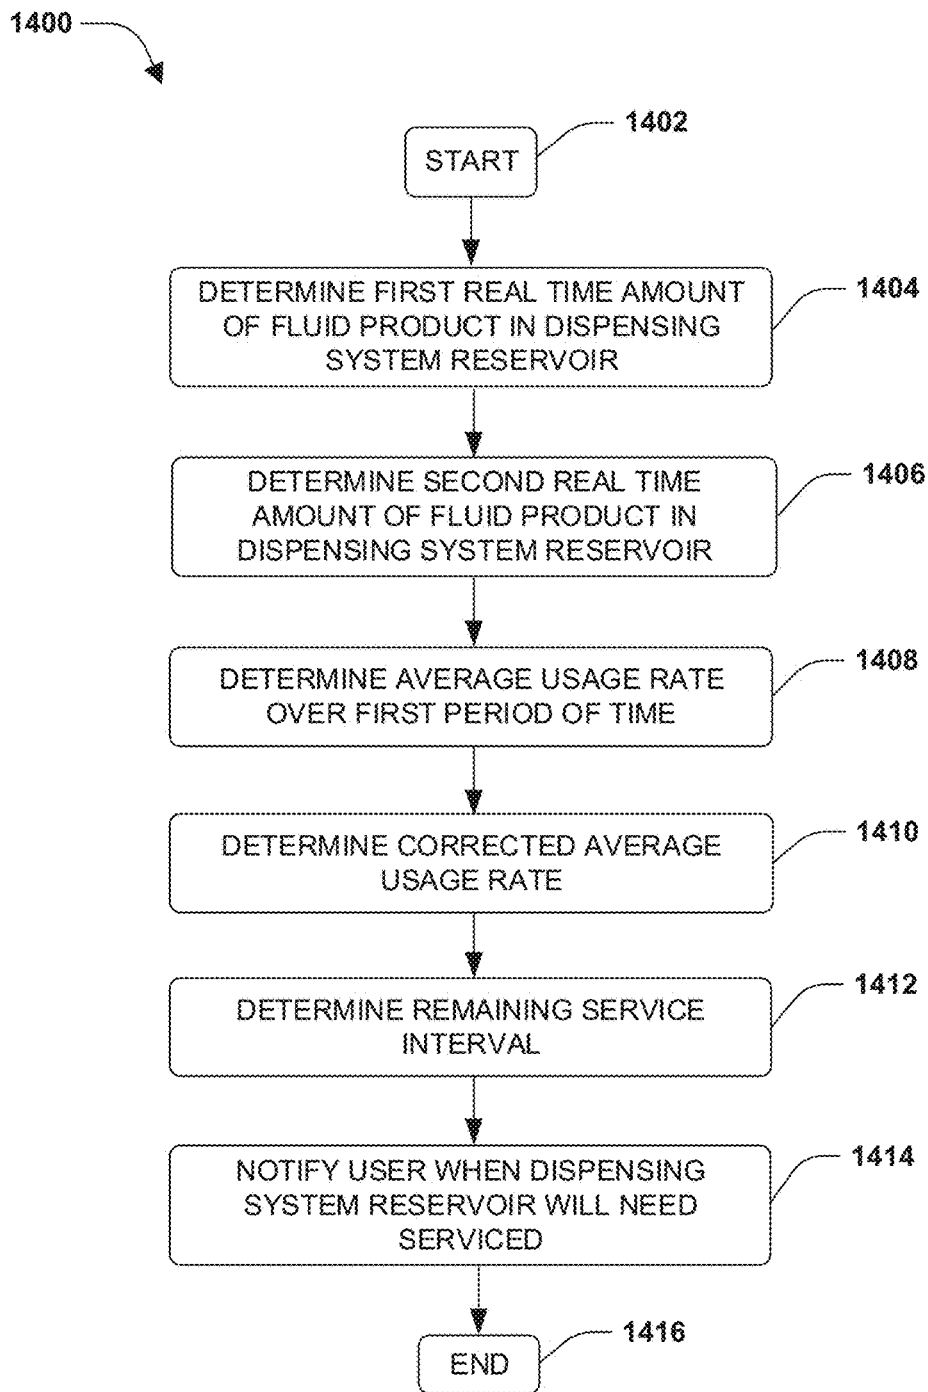 1400
1402
START
1404
DETERMINE FIRST REAL TIME AMOUNT
OF FLUID PRODUCT IN DISPENSING
SYSTEM RESERVOIR
1406
DETERMINE SECOND REAL TIME
AMOUNT OF FLUID PRODUCT IN
DISPENSING SYSTEM RESERVOIR
1408
DETERMINE AVERAGE USAGE RATE
OVER FIRST PERIOD OF TIME
1410
DETERMINE CORRECTED AVERAGE
USAGE RATE
1412
DETERMINE REMAINING SERVICE
INTERVAL
1414
NOTIFY USER WHEN DISPENSING
SYSTEM RESERVOIR WILL NEED
SERVICED
1416
END